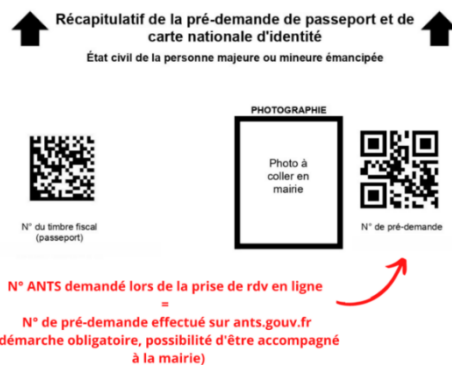 Récapitulatif de la pré-demande de passeport et de
carte nationale d'identité
État civil de la personne majeure ou mineure émancipée
PHOTOGRAPHIE
Photo à
coller en
mairie
N° du timbre fiscal
(passeport)
N° de pré-demande
N° ANTS demandé lors de la prise de rdv en ligne
=
N° de pré-demande effectué sur ants.gouv.fr
démarche obligatoire, possibilité d'être accompagné
à la mairie)